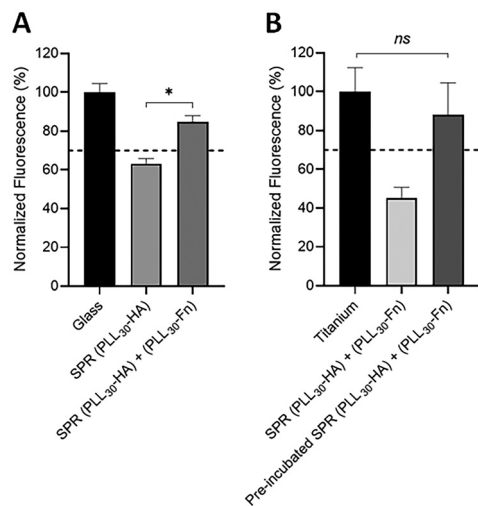 A
B
Normalized Fluorescence (%)
120
100
80
60
40
20
0
*
Glass
SPR (PLL₃₀-HA)
SPR (PLL₃₀-HA) + (PLL₃₀-Fn)
Normalized Fluorescence (%)
120
100
80
60
40
20
0
ns
Titanium
SPR (PLL₃₀-HA) + (PLL₃₀-Fn)
Pre-incubated SPR (PLL₃₀-HA) + (PLL₃₀-Fn)